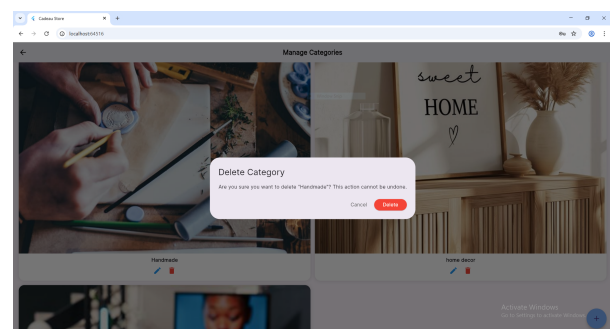 Cadeau Store
localhost:64516
Manage Categories
sweet
HOME
Delete Category
Are you sure you want to delete "Handmade"? This action cannot be undone.
Cancel
Delete
Handmade
home decor
Activate Windows
Go to Settings to activate Windows.